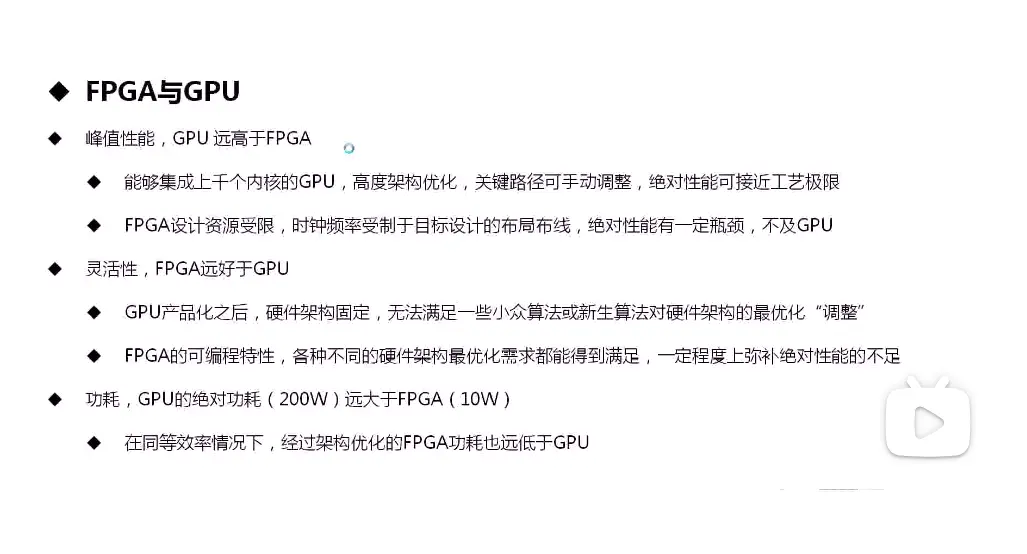 ◆ FPGA与GPU
◆ 峰值性能，GPU 远高于FPGA
◆ 能够集成上千个内核的GPU，高度架构优化，关键路径可手动调整，绝对性能可接近工艺极限
◆ FPGA设计资源受限，时钟频率受制于目标设计的布局布线，绝对性能有一定瓶颈，不及GPU
◆ 灵活性，FPGA远好于GPU
◆ GPU产品化之后，硬件架构固定，无法满足一些小众算法或新生算法对硬件架构的最优化“调整”
◆ FPGA的可编程特性，各种不同的硬件架构最优化需求都能得到满足，一定程度上弥补绝对性能的不足
◆ 功耗，GPU的绝对功耗（200W）远大于FPGA（10W）
◆ 在同等效率情况下，经过架构优化的FPGA功耗也远低于GPU